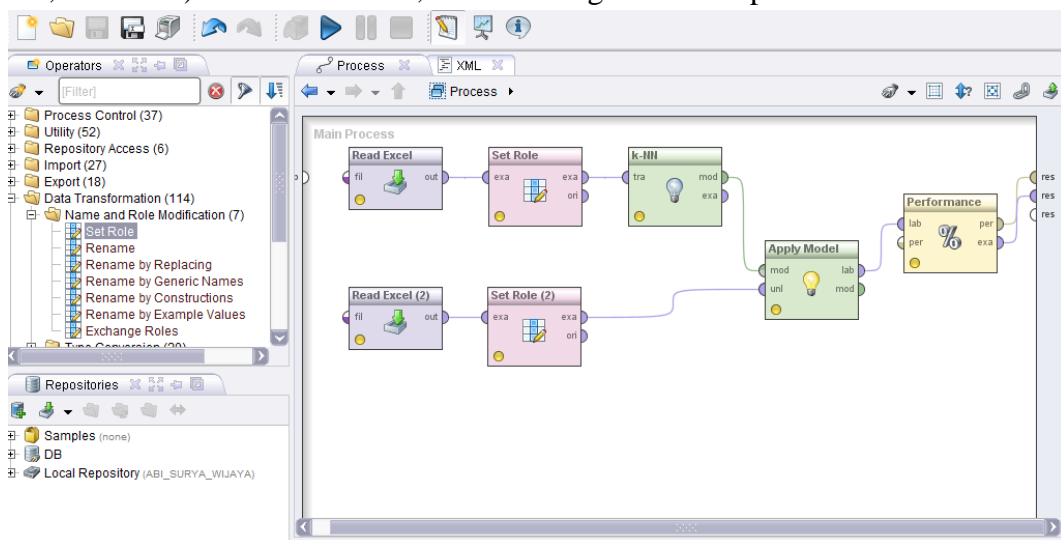 Operators
Process
XML
[Filter]
Process
Process Control (37)
Utility (52)
Repository Access (6)
Import (27)
Export (18)
Data Transformation (114)
Name and Role Modification (7)
Set Role
Rename
Rename by Replacing
Rename by Generic Names
Rename by Constructions
Rename by Example Values
Exchange Roles
Repositories
Samples (none)
DB
Local Repository (ABI_SURYA_WIJAYA)
Main Process
Read Excel
fil out
Set Role
exa exa
ori
k-NN
tra mod
exa
Apply Model
mod lab
unl mod
Performance
lab per
per exa
res
res
res
Read Excel (2)
fil out
Set Role (2)
exa exa
ori